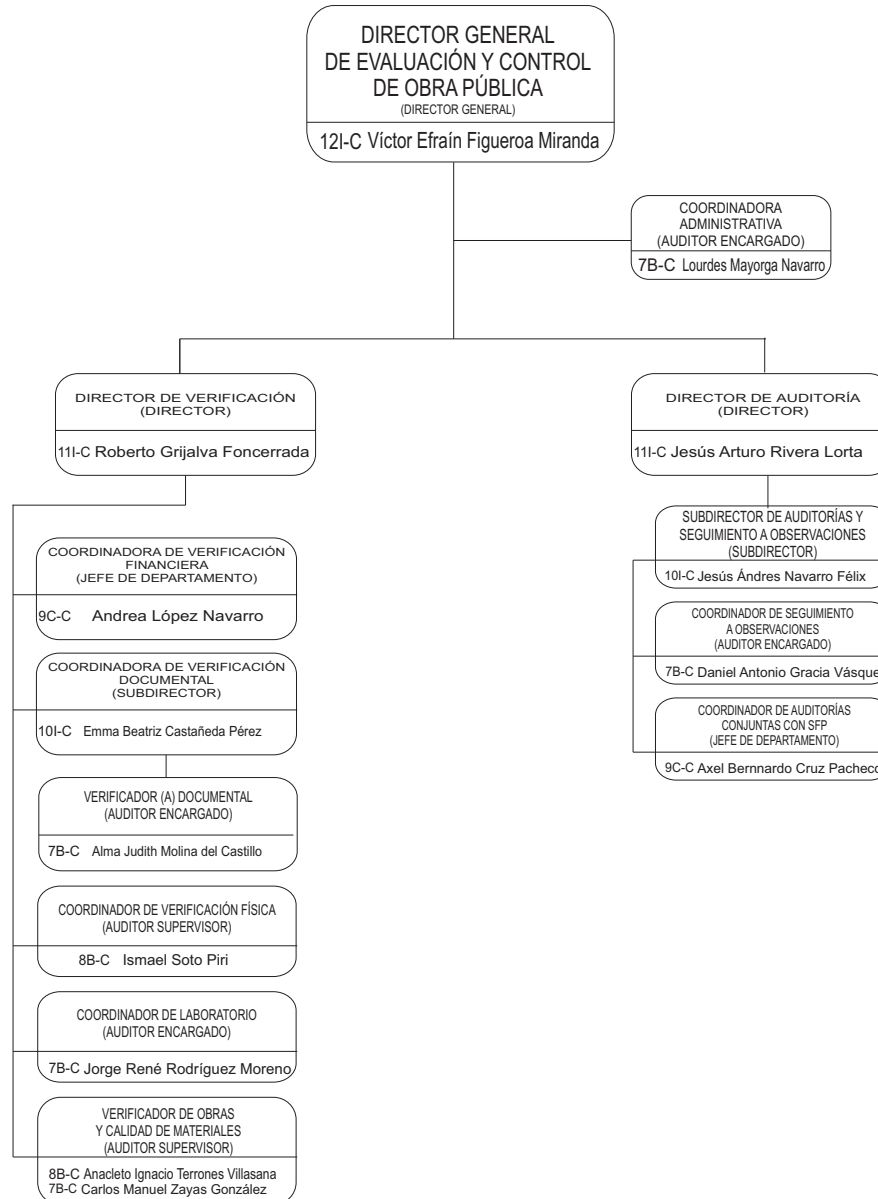 DIRECTOR GENERAL
DE EVALUACIÓN Y CONTROL
DE OBRA PÚBLICA
(DIRECTOR GENERAL)
12I-C Víctor Efraín Figueroa Miranda
COORDINADORA
ADMINISTRATIVA
(AUDITOR ENCARGADO)
7B-C Lourdes Mayorga Navarro
DIRECTOR DE VERIFICACIÓN
(DIRECTOR)
11I-C Roberto Grijalva Foncerrada
COORDINADORA DE VERIFICACIÓN
FINANCIERA
(JEFE DE DEPARTAMENTO)
9C-C Andrea López Navarro
COORDINADORA DE VERIFICACIÓN
DOCUMENTAL
(SUBDIRECTOR)
10I-C Emma Beatriz Castañeda Pérez
VERIFICADOR (A) DOCUMENTAL
(AUDITOR ENCARGADO)
7B-C Alma Judith Molina del Castillo
COORDINADOR DE VERIFICACIÓN FÍSICA
(AUDITOR SUPERVISOR)
8B-C Ismael Soto Piri
COORDINADOR DE LABORATORIO
(AUDITOR ENCARGADO)
7B-C Jorge René Rodríguez Moreno
VERIFICADOR DE OBRAS
Y CALIDAD DE MATERIALES
(AUDITOR SUPERVISOR)
8B-C Anacleto Ignacio Terrones Villasana
7B-C Carlos Manuel Zayas González
DIRECTOR DE AUDITORÍA
(DIRECTOR)
11I-C Jesús Arturo Rivera Lorta
SUBDIRECTOR DE AUDITORÍAS Y
SEGUIMIENTO A OBSERVACIONES
(SUBDIRECTOR)
10I-C Jesús Ándres Navarro Félix
COORDINADOR DE SEGUIMIENTO
A OBSERVACIONES
(AUDITOR ENCARGADO)
7B-C Daniel Antonio Gracia Vásque
COORDINADOR DE AUDITORÍAS
CONJUNTAS CON SFP
(JEFE DE DEPARTAMENTO)
9C-C Axel Bernnardo Cruz Pacheco